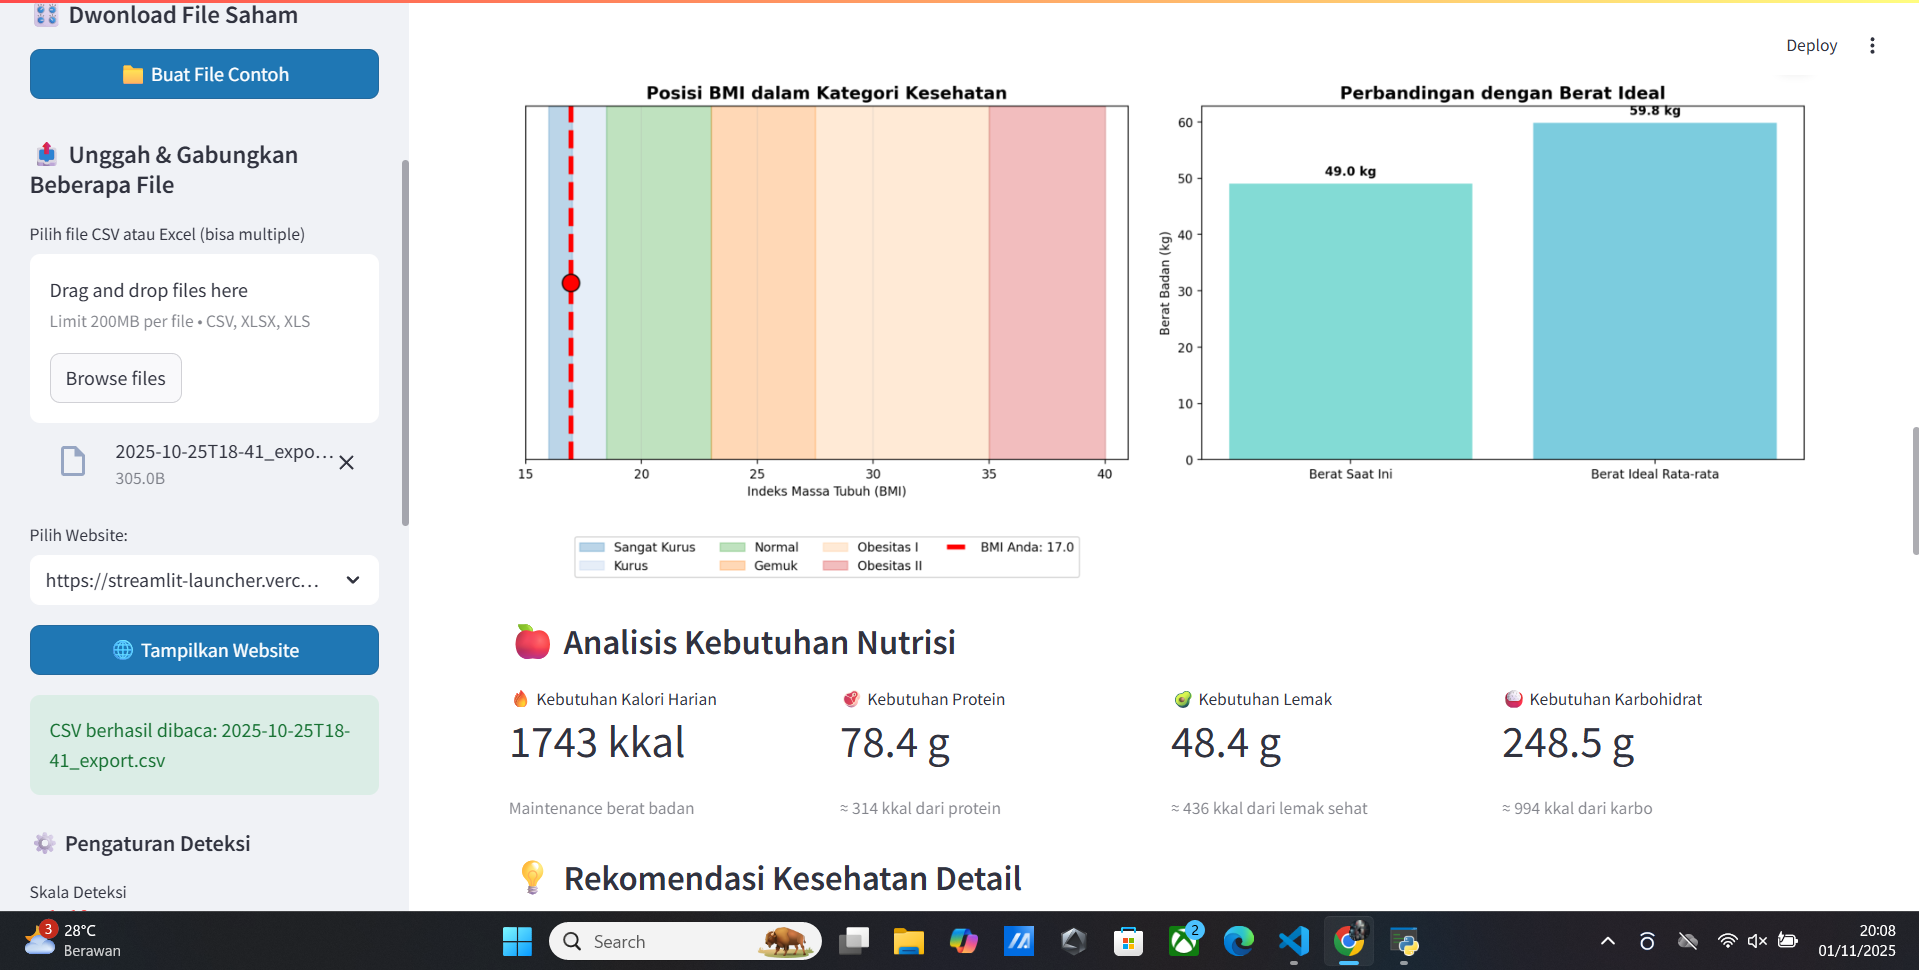 Dwonload File Saham
Buat File Contoh
Unggah & Gabungkan
Beberapa File
Pilih file CSV atau Excel (bisa multiple)
Drag and drop files here
Limit 200MB per file • CSV, XLSX, XLS
Browse files
2025-10-25T18-41_expo...
305.0B
Pilih Website:
https://streamlit-launcher.verc...
Tampilkan Website
CSV berhasil dibaca: 2025-10-25T18-
41_export.csv
Pengaturan Deteksi
Skala Deteksi
Deploy
Posisi BMI dalam Kategori Kesehatan
15 20 25 30 35 40
Indeks Massa Tubuh (BMI)
Sangat Kurus Normal Obesitas I BMI Anda: 17.0
Kurus Gemuk Obesitas II
Perbandingan dengan Berat Ideal
59.8 kg
49.0 kg
60
50
40
30
20
10
0
Berat Badan (kg)
Berat Saat Ini Berat Ideal Rata-rata
Analisis Kebutuhan Nutrisi
Kebutuhan Kalori Harian
1743 kkal
Maintenance berat badan
Kebutuhan Protein
78.4 g
≈ 314 kkal dari protein
Kebutuhan Lemak
48.4 g
≈ 436 kkal dari lemak sehat
Kebutuhan Karbohidrat
248.5 g
≈ 994 kkal dari karbo
Rekomendasi Kesehatan Detail
3
28°C
Berawan
Search
2
20:08
01/11/2025